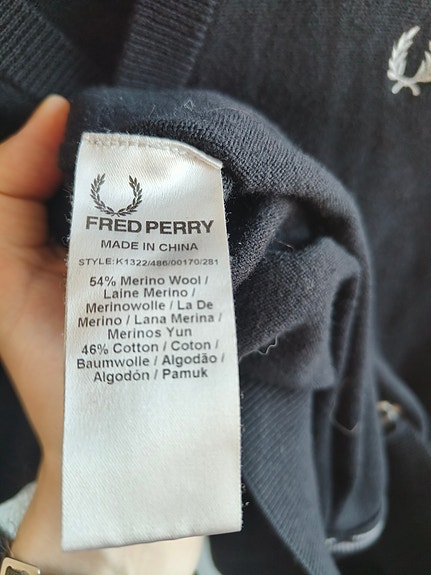 FRED PERRY
MADE IN CHINA
STYLE:K1322/486/00170/281
54% Merino Wool /
Laine Merino /
Merinowolle / La De
Merino / Lana Merina /
Merinos Yun
46% Cotton / Coton /
Baumwolle / Algodão /
Algodón / Pamuk